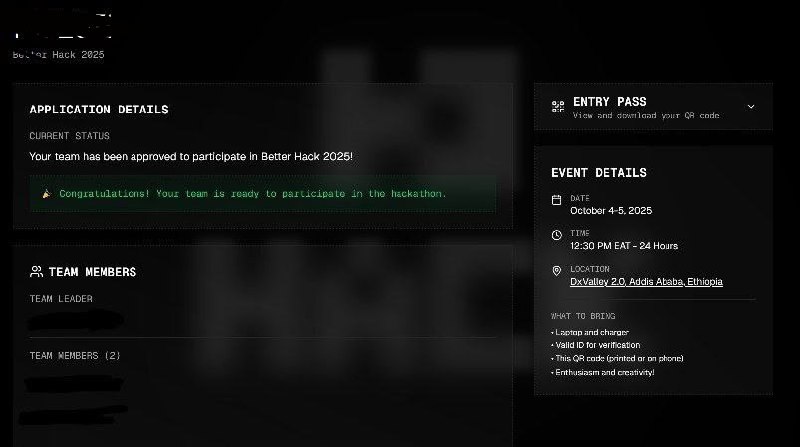 Better Hack 2025
APPLICATION DETAILS
CURRENT STATUS
Your team has been approved to participate in Better Hack 2025!
🎉 Congratulations! Your team is ready to participate in the hackathon.
TEAM MEMBERS
TEAM LEADER
TEAM MEMBERS (2)
ENTRY PASS
View and download your QR code
EVENT DETAILS
DATE
October 4-5, 2025
TIME
12:30 PM EAT - 24 Hours
LOCATION
DxValley 2.0, Addis Ababa, Ethiopia
WHAT TO BRING
• Laptop and charger
• Valid ID for verification
• This QR code (printed or on phone)
• Enthusiasm and creativity!